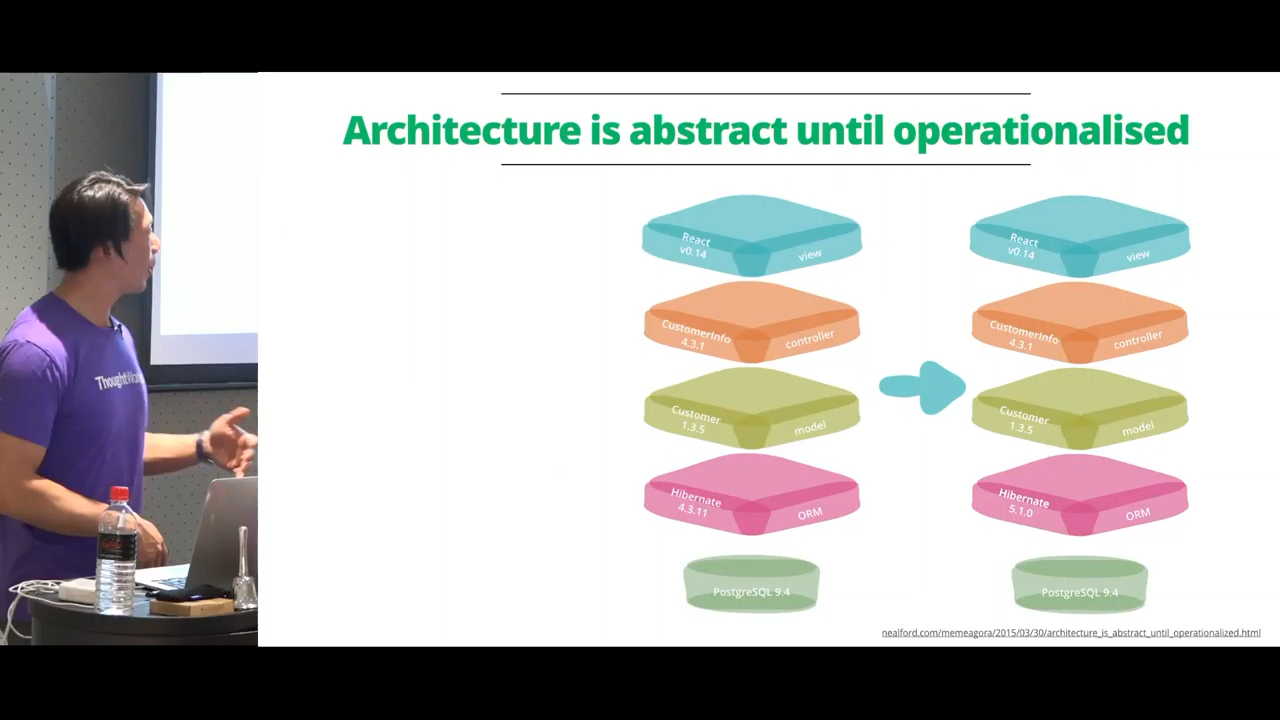 Architecture is abstract until operationalised
React
v0.14
view
CustomerInfo
4.3.1
controller
Customer
1.3.5
model
Hibernate
4.3.11
ORM
PostgreSQL 9.4
React
v0.14
view
CustomerInfo
4.3.1
controller
Customer
1.3.5
model
Hibernate
5.1.0
ORM
PostgreSQL 9.4
nealford.com/memeagora/2015/03/30/architecture_is_abstract_until_operationalized.html